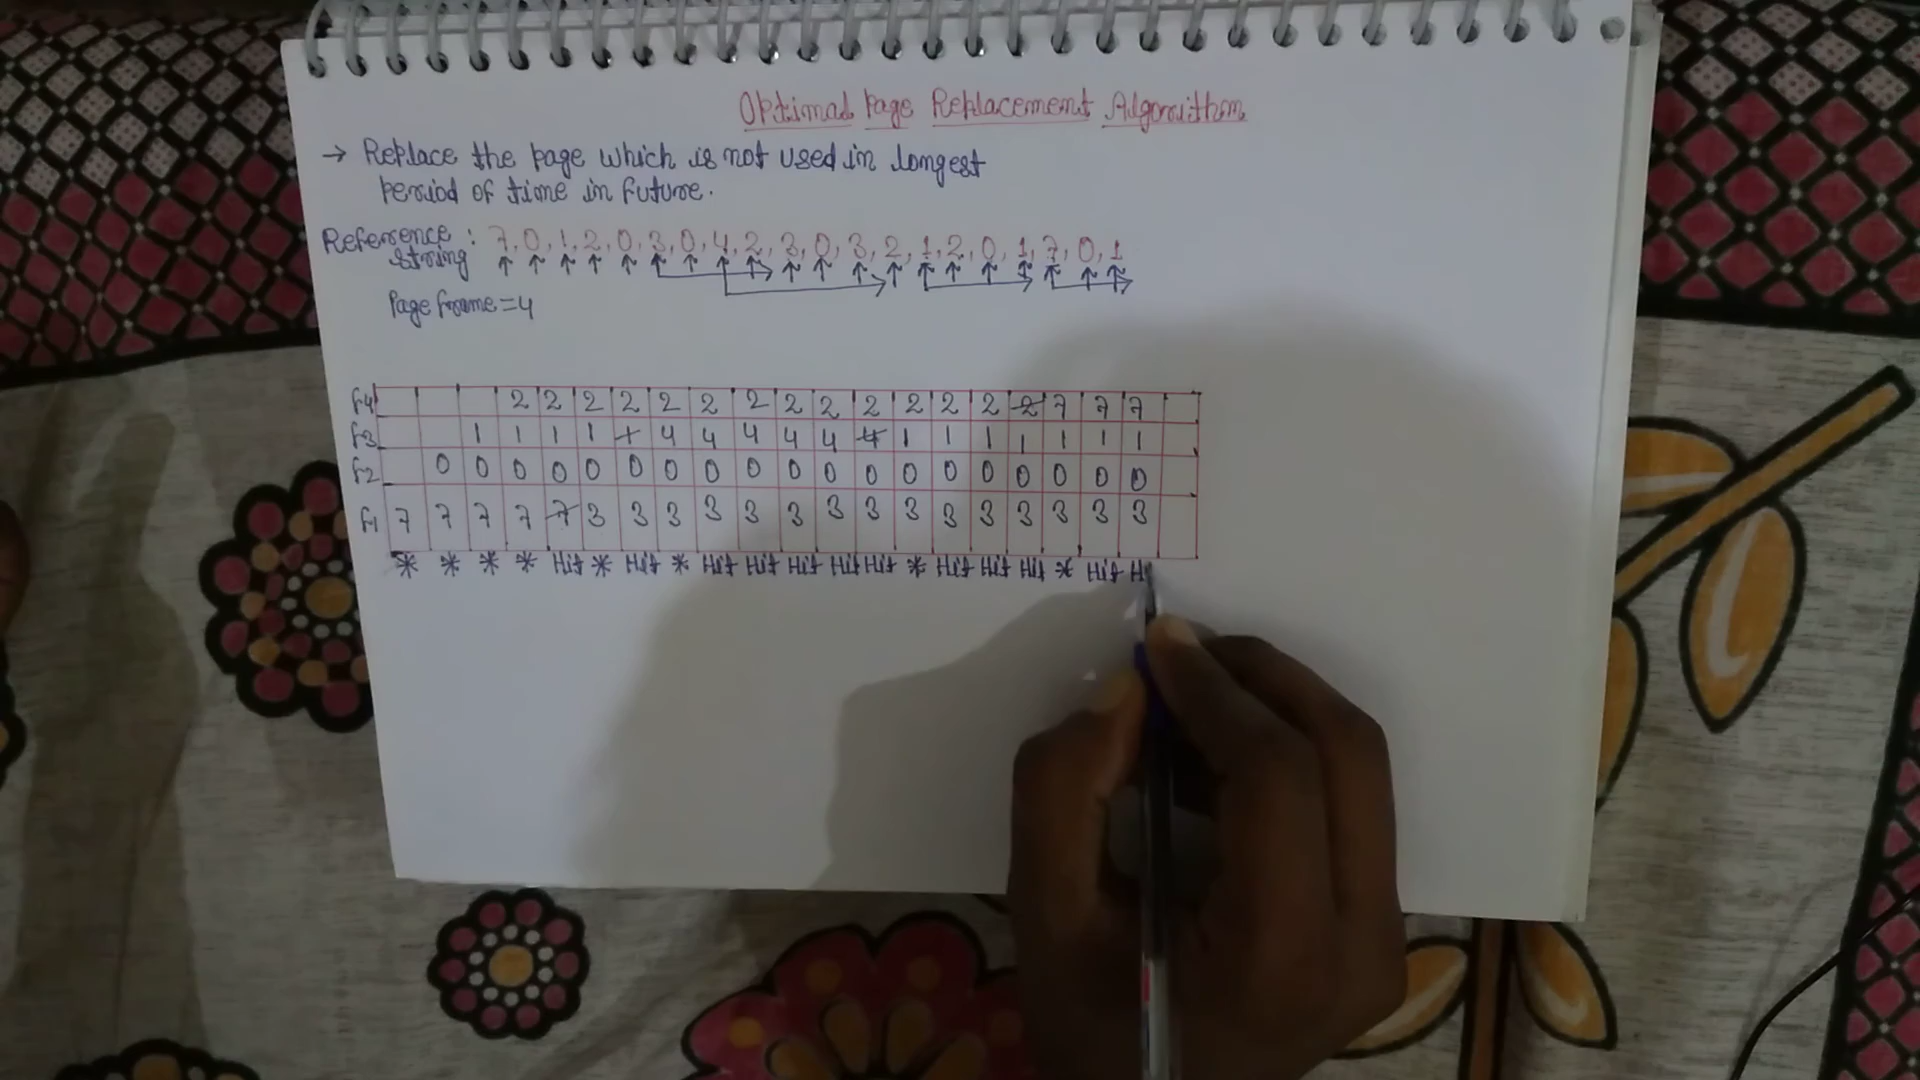 Optimal Page Replacement Algorithm
→ Replace the page which is not used in longest
period of time in future.
Reference : 7, 0, 1, 2, 0, 3, 0, 4, 2, 3, 0, 3, 2, 1, 2, 0, 1, 7, 0, 1
string
Page frame = 4
f4 2 2 2 2 2 2 2 2 2 2 2 2 2 2 7 7 7
f3 1 1 1 1 1 4 4 4 4 4 4 1 1 1 1 1 1 1
f2 0 0 0 0 0 0 0 0 0 0 0 0 0 0 0 0 0 0 0
f1 7 7 7 7 7 3 3 3 3 3 3 3 3 3 3 3 3 3 3 3
* * * * Hit * Hit * Hit Hit Hit Hit Hit * Hit Hit Hit * Hit H